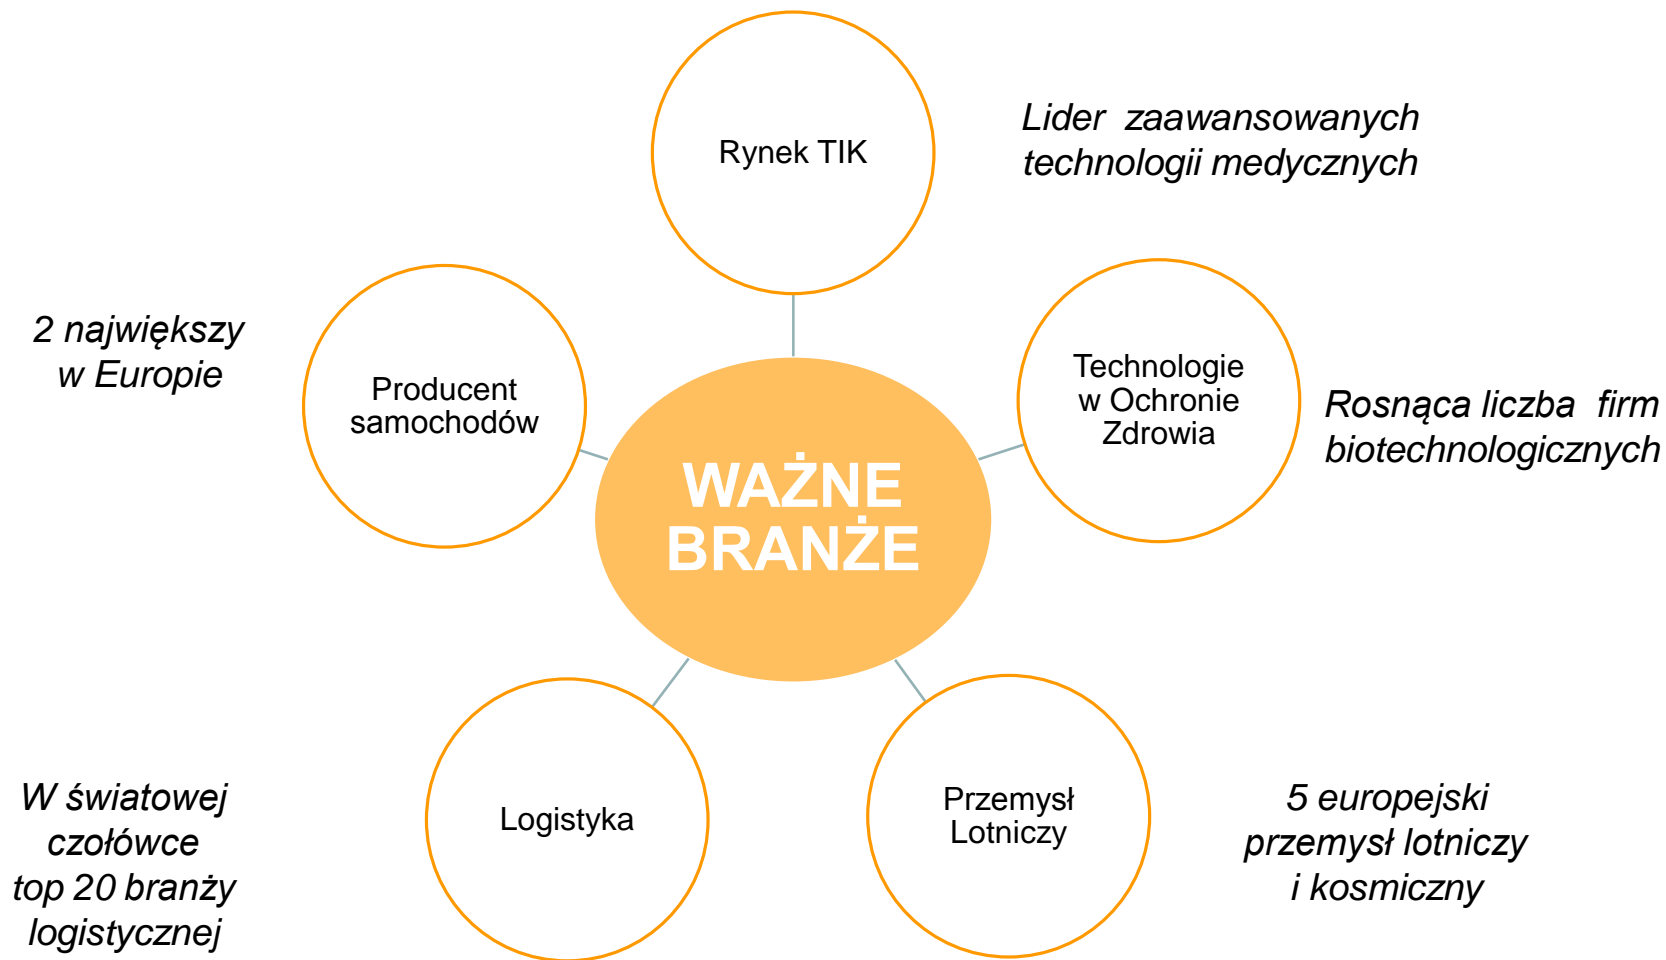 Rynek TIK
Lider zaawansowanych
technologii medycznych
2 największy
w Europie
Producent
samochodów
Technologie
w Ochronie
Zdrowia
Rosnąca liczba firm
biotechnologicznych
WAŻNE
BRANŻE
W światowej
czołówce
top 20 branży
logistycznej
Logistyka
Przemysł
Lotniczy
5 europejski
przemysł lotniczy
i kosmiczny